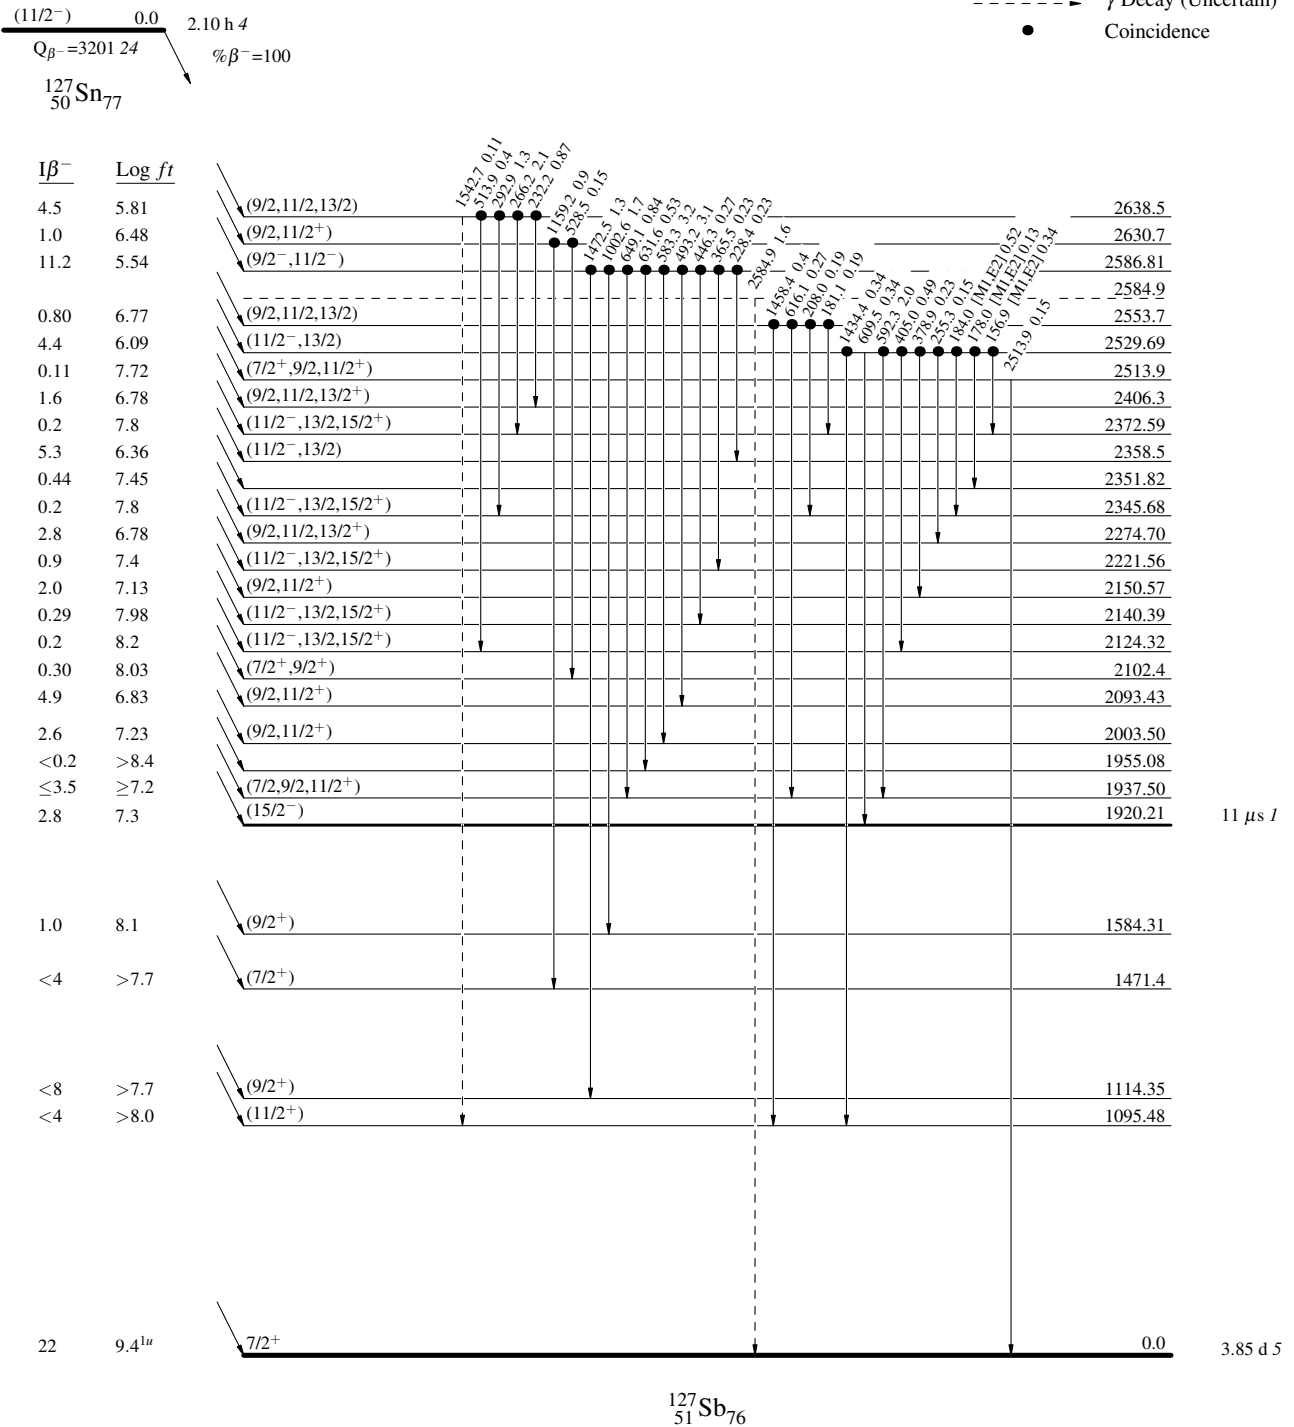 γ Decay (Uncertain)
Coincidence
(11/2⁻) 0.0 2.10 h 4
Qβ⁻=3201 24
%β⁻=100
¹²⁷₅₀Sn₇₇
Iβ⁻ Log ft
1542.7 0.11
513.9 0.4
292.9 1.3
266.2 2.1
232.2 0.87
1159.2 0.9
528.5 0.15
1472.5 1.3
1002.6 1.7
649.1 0.84
631.6 0.53
583.3 3.2
493.2 3.1
446.3 0.27
365.5 0.23
228.4 0.23
2584.9 1.6
1458.4 0.4
616.1 0.27
208.0 0.19
181.1 0.19
1434.4 0.34
609.5 0.34
592.3 2.0
405.0 0.49
378.9 0.23
255.3 0.15
184.0 [M1,E2] 0.52
178.0 [M1,E2] 0.13
156.9 [M1,E2] 0.34
2513.9 0.15
4.5 5.81 (9/2,11/2,13/2) 2638.5
1.0 6.48 (9/2,11/2⁺) 2630.7
11.2 5.54 (9/2⁻,11/2⁻) 2586.81
2584.9
0.80 6.77 (9/2,11/2,13/2) 2553.7
4.4 6.09 (11/2⁻,13/2) 2529.69
0.11 7.72 (7/2⁺,9/2,11/2⁺) 2513.9
1.6 6.78 (9/2,11/2,13/2⁺) 2406.3
0.2 7.8 (11/2⁻,13/2,15/2⁺) 2372.59
5.3 6.36 (11/2⁻,13/2) 2358.5
0.44 7.45 2351.82
0.2 7.8 (11/2⁻,13/2,15/2⁺) 2345.68
2.8 6.78 (9/2,11/2,13/2⁺) 2274.70
0.9 7.4 (11/2⁻,13/2,15/2⁺) 2221.56
2.0 7.13 (9/2,11/2⁺) 2150.57
0.29 7.98 (11/2⁻,13/2,15/2⁺) 2140.39
0.2 8.2 (11/2⁻,13/2,15/2⁺) 2124.32
0.30 8.03 (7/2⁺,9/2⁺) 2102.4
4.9 6.83 (9/2,11/2⁺) 2093.43
2.6 7.23 (9/2,11/2⁺) 2003.50
<0.2 >8.4 1955.08
≤3.5 ≥7.2 (7/2,9/2,11/2⁺) 1937.50
2.8 7.3 (15/2⁻) 1920.21 11 μs 1
1.0 8.1 (9/2⁺) 1584.31
<4 >7.7 (7/2⁺) 1471.4
<8 >7.7 (9/2⁺) 1114.35
<4 >8.0 (11/2⁺) 1095.48
22 9.4¹ᵘ 7/2⁺ 0.0 3.85 d 5
¹²⁷₅₁Sb₇₆